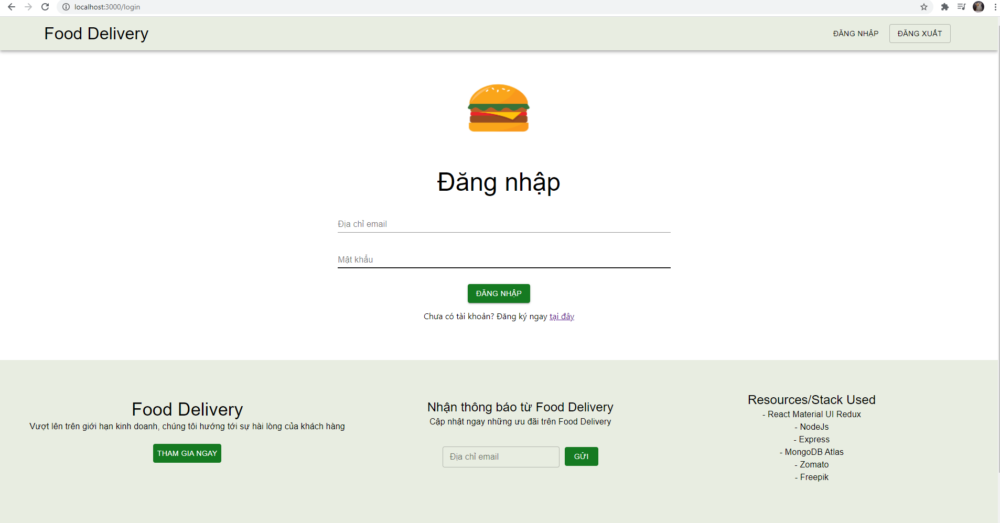 localhost:3000/login
Food Delivery
ĐĂNG NHẬP
ĐĂNG XUẤT
Đăng nhập
Địa chỉ email
Mật khẩu
ĐĂNG NHẬP
Chưa có tài khoản? Đăng ký ngay tại đây
Food Delivery
Vượt lên trên giới hạn kinh doanh, chúng tôi hướng tới sự hài lòng của khách hàng
THAM GIA NGAY
Nhận thông báo từ Food Delivery
Cập nhật ngay những ưu đãi trên Food Delivery
Địa chỉ email
GỬI
Resources/Stack Used
- React Material UI Redux
- NodeJs
- Express
- MongoDB Atlas
- Zomato
- Freepik